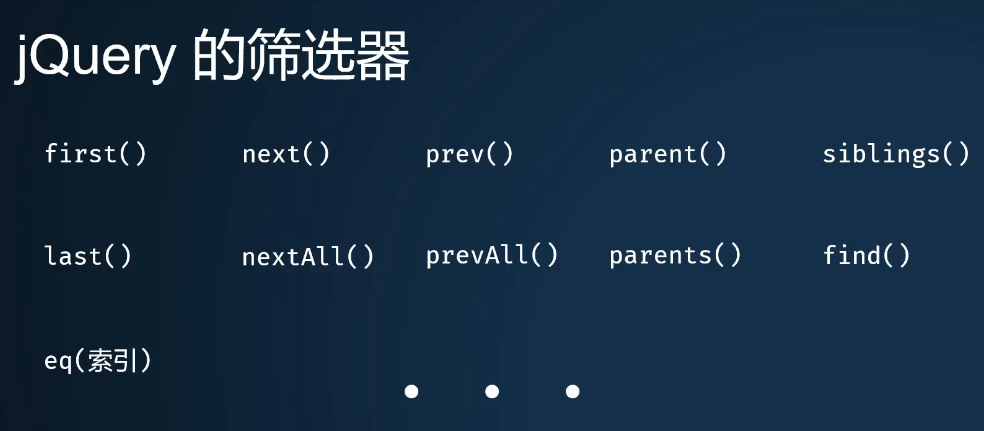 jQuery 的筛选器
first() next() prev() parent() siblings()
last() nextAll() prevAll() parents() find()
eq(索引)
● ● ●